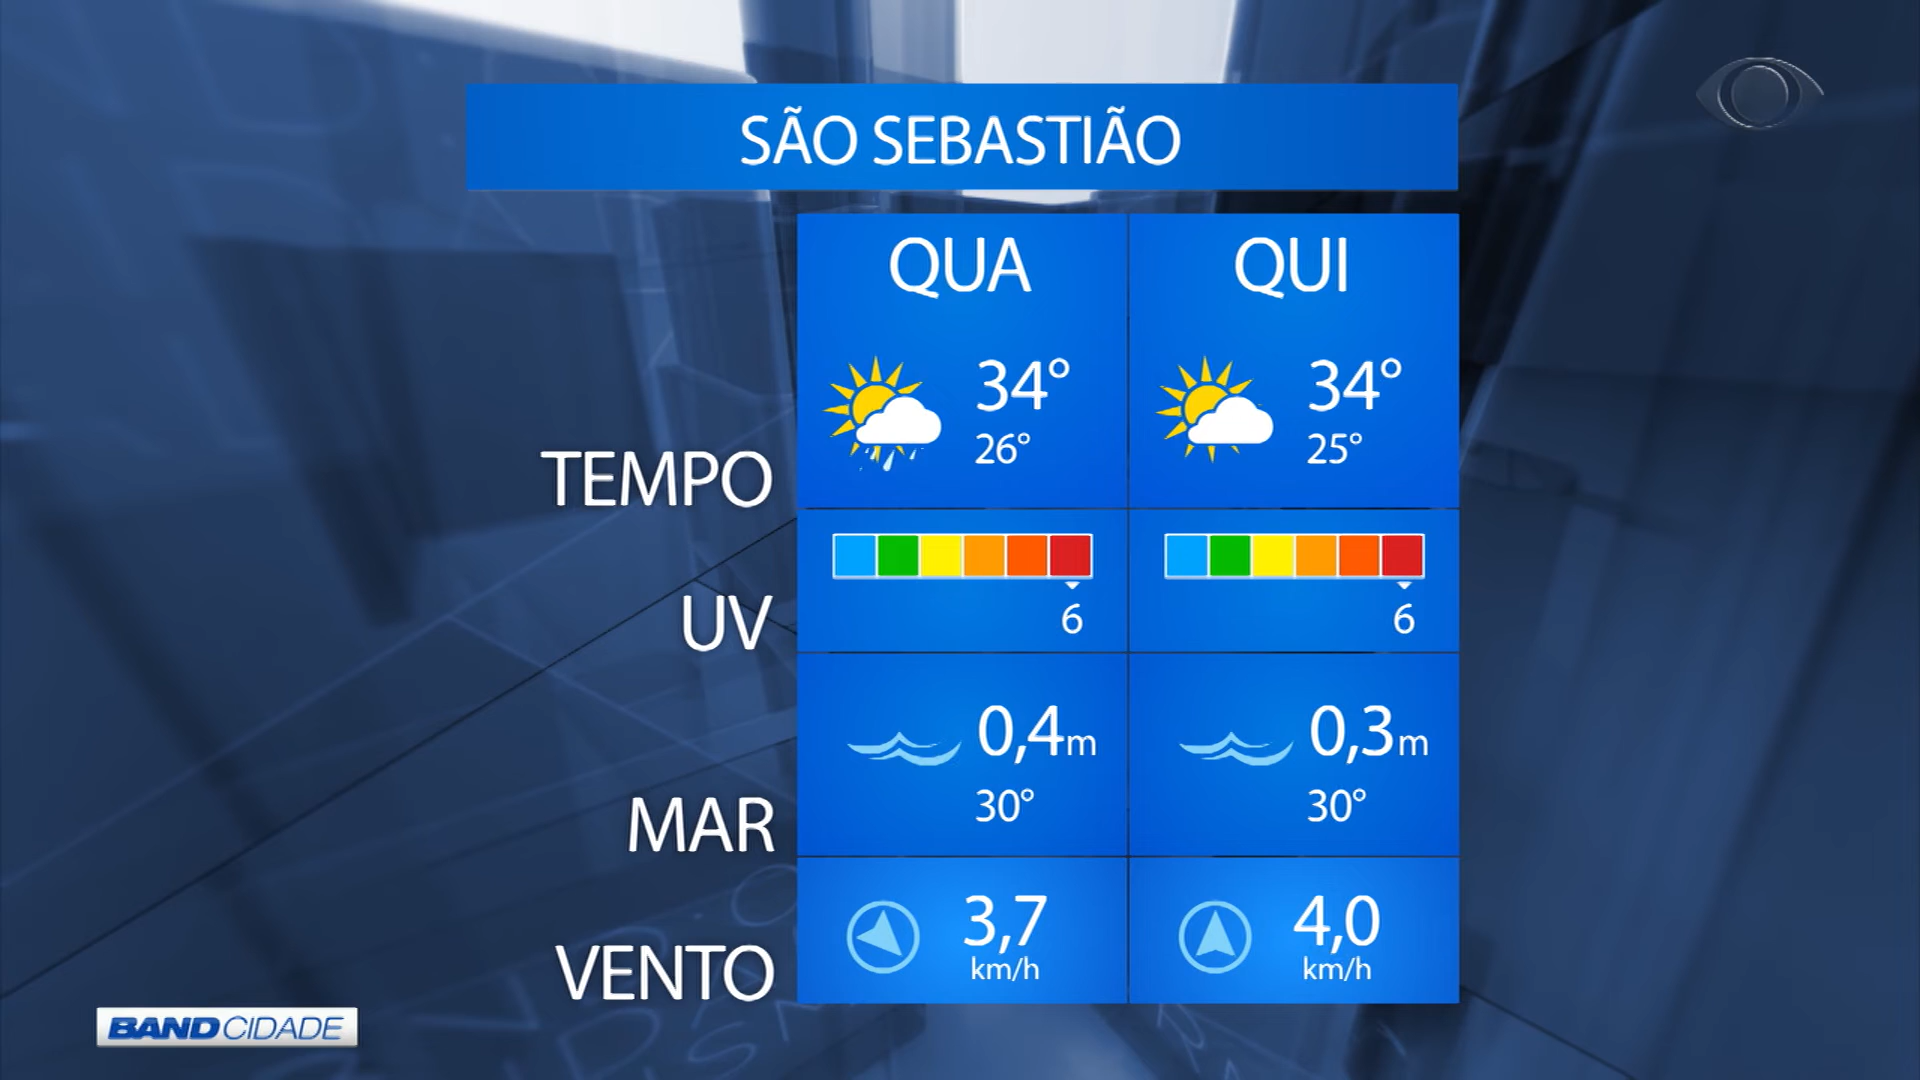 SÃO SEBASTIÃO
QUA QUI
TEMPO
34° 34°
26° 25°
UV
6 6
MAR
0,4m 0,3m
30° 30°
VENTO
3,7 4,0
km/h km/h
BAND CIDADE